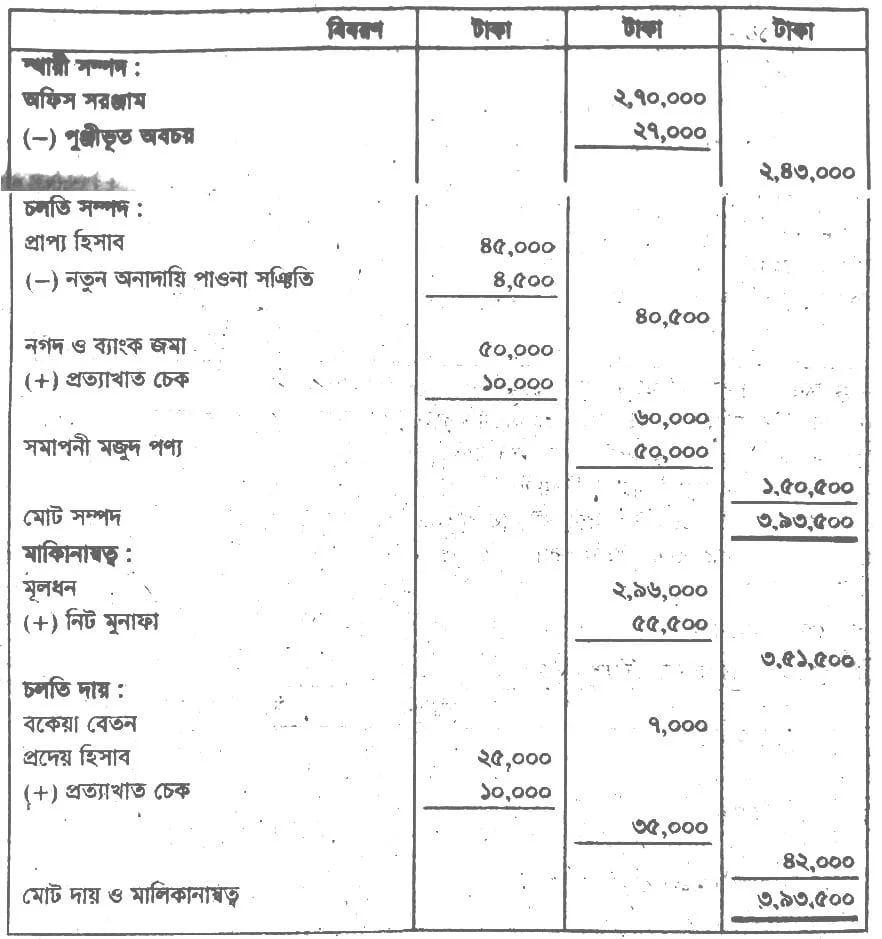 বিবরণ টাকা টাকা টাকা
স্থায়ী সম্পদ :
অফিস সরঞ্জাম ২,৭০,০০০
(−) পুঞ্জীভূত অবচয় ২৭,০০০
২,৪৩,০০০
চলতি সম্পদ :
প্রাপ্য হিসাব ৪৫,০০০
(−) নতুন অনাদায়ি পাওনা সঞ্চিতি ৪,৫০০
৪০,৫০০
নগদ ও ব্যাংক জমা ৫০,০০০
(+) প্রত্যাখাত চেক ১০,০০০
৬০,০০০
সমাপনী মজুদ পণ্য ৫০,০০০
১,৫০,৫০০
মোট সম্পদ ৩,৯৩,৫০০
মাকিানাস্বত্ব :
মূলধন ২,৯৬,০০০
(+) নিট মুনাফা ৫৫,৫০০
৩,৫১,৫০০
চলতি দায় :
বকেয়া বেতন ৭,০০০
প্রদেয় হিসাব ২৫,০০০
(+) প্রত্যাখাত চেক ১০,০০০
৩৫,০০০
৪২,০০০
মোট দায় ও মালিকানাস্বত্ব ৩,৯৩,৫০০